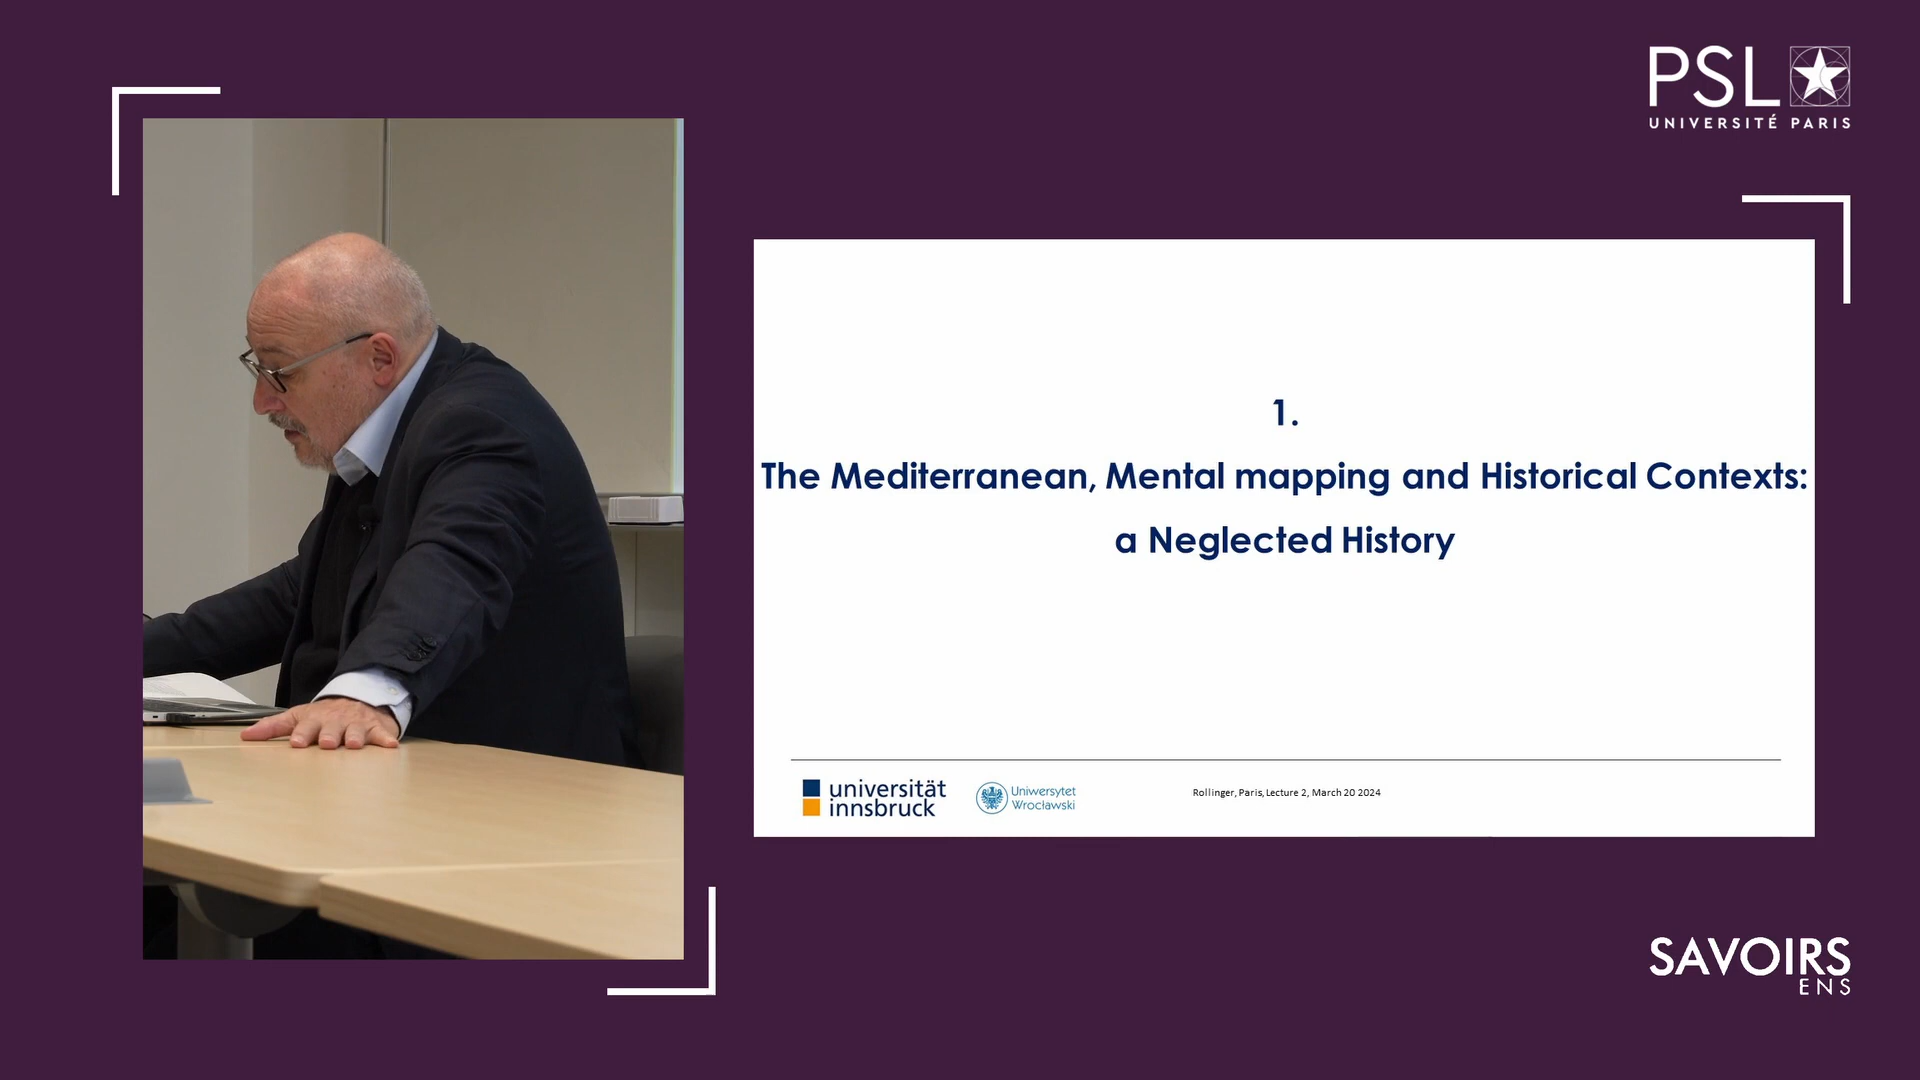 PSL
UNIVERSITÉ PARIS
1.
The Mediterranean, Mental mapping and Historical Contexts:
a Neglected History
universität
innsbruck
Uniwersytet
Wrocławski
Rollinger, Paris, Lecture 2, March 20 2024
SAVOIRS
ENS